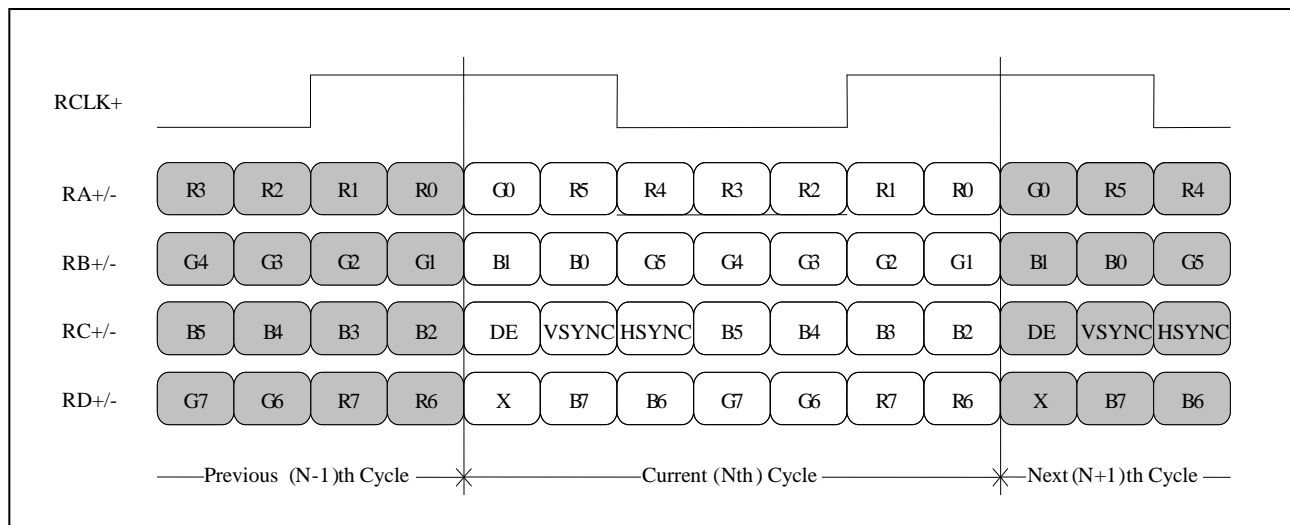 RCLK+
RA+/- R3 R2 R1 R0 G0 R5 R4 R3 R2 R1 R0 G0 R5 R4
RB+/- G4 G3 G2 G1 B1 B0 G5 G4 G3 G2 G1 B1 B0 G5
RC+/- B5 B4 B3 B2 DE VSYNC HSYNC B5 B4 B3 B2 DE VSYNC HSYNC
RD+/- G7 G6 R7 R6 X B7 B6 G7 G6 R7 R6 X B7 B6
Previous (N-1)th Cycle Current (Nth) Cycle Next (N+1)th Cycle